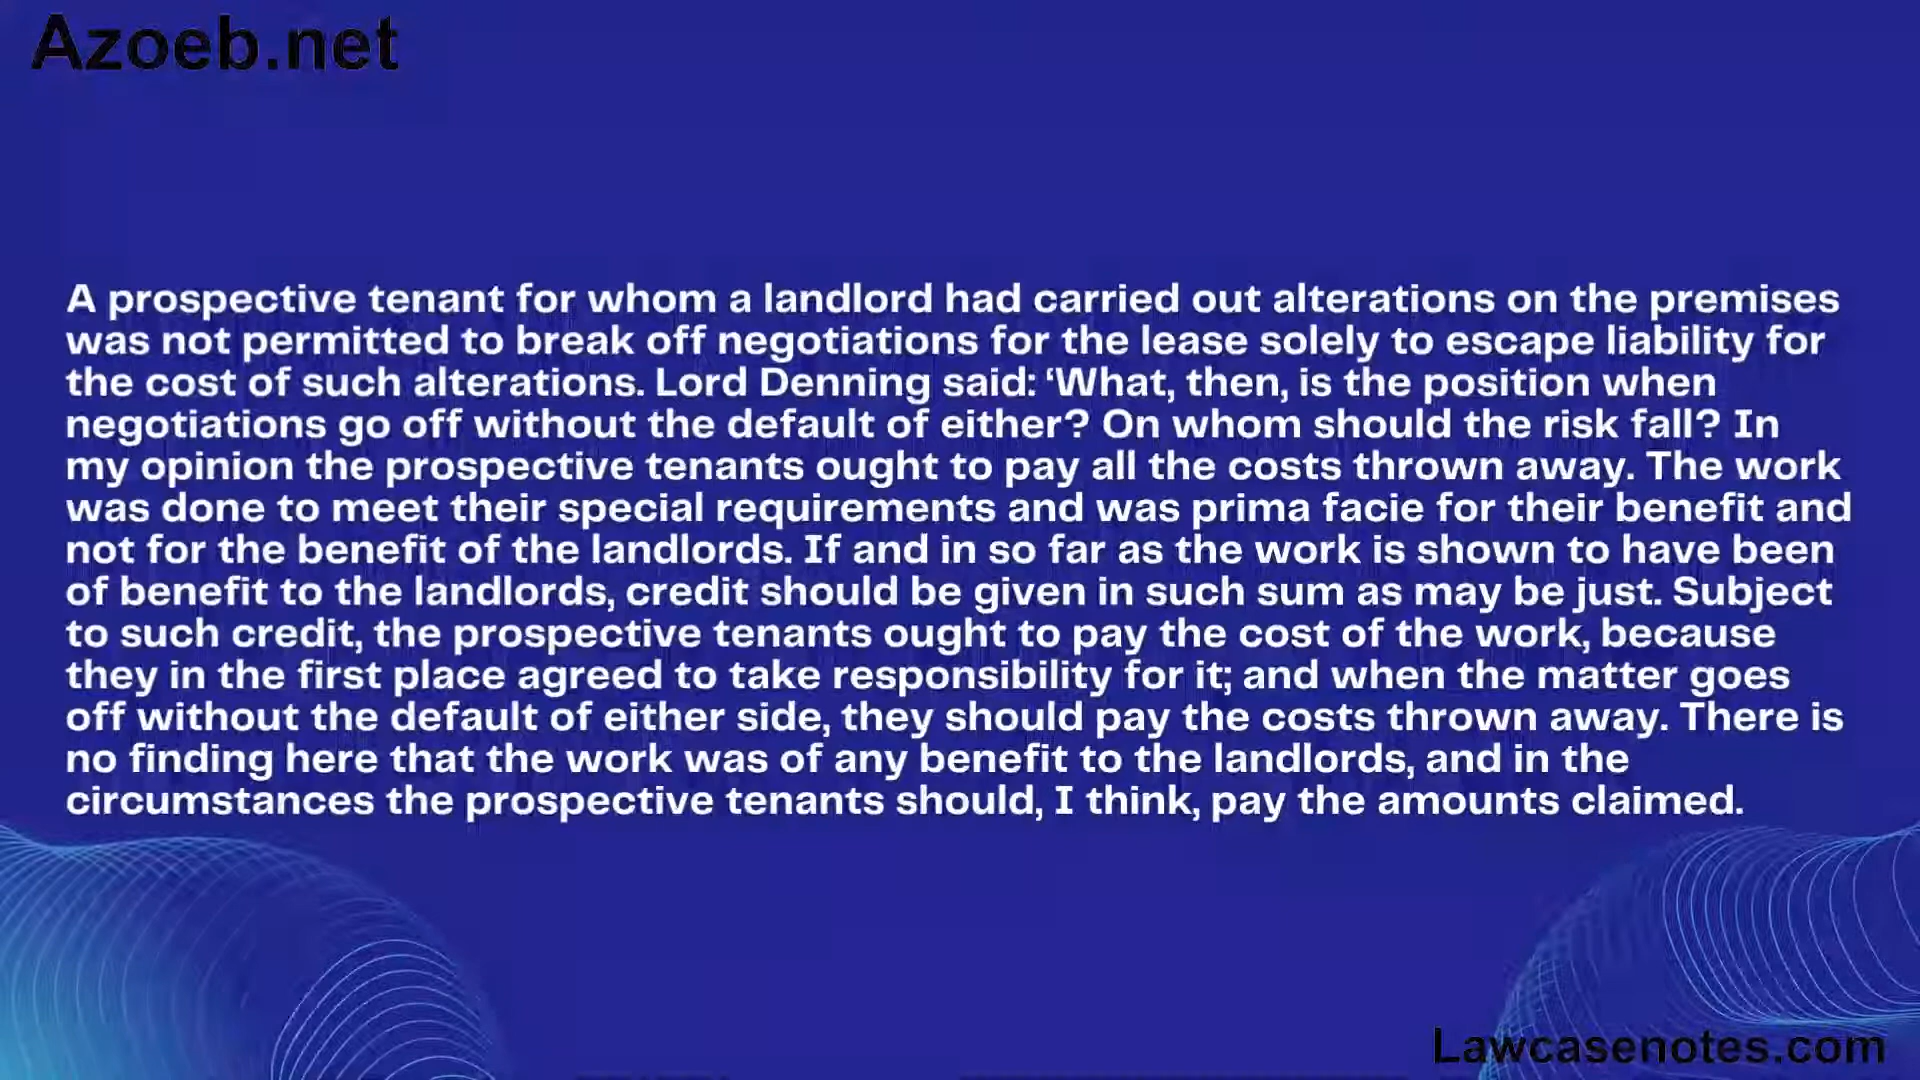 Azoeb.net
A prospective tenant for whom a landlord had carried out alterations on the premises
was not permitted to break off negotiations for the lease solely to escape liability for
the cost of such alterations. Lord Denning said: ‘What, then, is the position when
negotiations go off without the default of either? On whom should the risk fall? In
my opinion the prospective tenants ought to pay all the costs thrown away. The work
was done to meet their special requirements and was prima facie for their benefit and
not for the benefit of the landlords. If and in so far as the work is shown to have been
of benefit to the landlords, credit should be given in such sum as may be just. Subject
to such credit, the prospective tenants ought to pay the cost of the work, because
they in the first place agreed to take responsibility for it; and when the matter goes
off without the default of either side, they should pay the costs thrown away. There is
no finding here that the work was of any benefit to the landlords, and in the
circumstances the prospective tenants should, I think, pay the amounts claimed.
Lawcasenotes.com